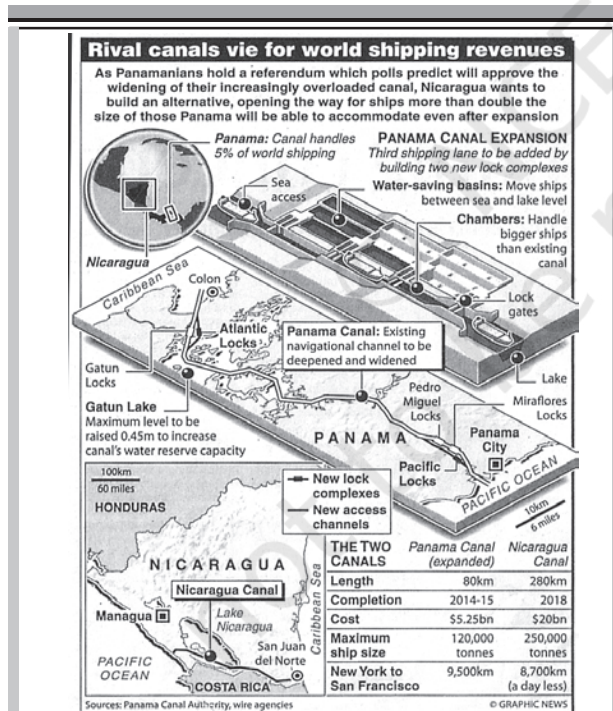 Rival canals vie for world shipping revenues
As Panamanians hold a referendum which polls predict will approve the
widening of their increasingly overloaded canal, Nicaragua wants to
build an alternative, opening the way for ships more than double the
size of those Panama will be able to accommodate even after expansion
Panama: Canal handles
5% of world shipping
PANAMA CANAL EXPANSION
Third shipping lane to be added by
building two new lock complexes
Water-saving basins: Move ships
between sea and lake level
Chambers: Handle
bigger ships
than existing
canal
Sea
access
Lock
gates
Lake
Nicaragua
Caribbean Sea
Colon
Atlantic
Locks
Panama Canal: Existing
navigational channel to be
deepened and widened
Gatun
Locks
Gatun Lake
Maximum level to be
raised 0.45m to increase
canal's water reserve capacity
Pedro
Miguel
Locks
Miraflores
Locks
PANAMA
Panama
City
Pacific
Locks
PACIFIC OCEAN
10km
6 miles
100km
60 miles
New lock
complexes
New access
channels
HONDURAS
NICARAGUA
Nicaragua Canal
Managua
Lake
Nicaragua
San Juan
del Norte
Caribbean Sea
PACIFIC
OCEAN
COSTA RICA
THE TWO CANALS Panama Canal (expanded) Nicaragua Canal
Length 80km 280km
Completion 2014-15 2018
Cost $5.25bn $20bn
Maximum ship size 120,000 tonnes 250,000 tonnes
New York to San Francisco 9,500km 8,700km (a day less)
Sources: Panama Canal Authority, wire agencies
© GRAPHIC NEWS